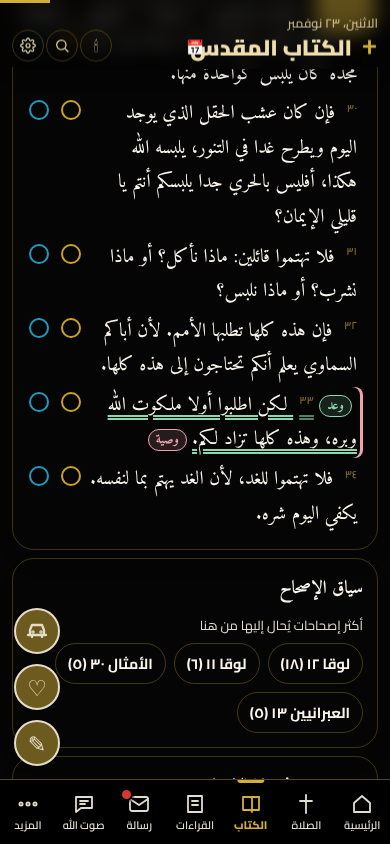 الاثنين، ٢٣ نوفمبر
الكتاب المقدس
مجده كان يلبس كواحدة منها.
٣٠ فإن كان عشب الحقل الذي يوجد
اليوم ويطرح غدا في التنور، يلبسه الله
هكذا، أفليس بالحري جدا يلبسكم أنتم يا
قليلي الإيمان؟
٣١ فلا تهتموا قائلين: ماذا نأكل؟ أو ماذا
نشرب؟ أو ماذا نلبس؟
٣٢ فإن هذه كلها تطلبها الأمم. لأن أباكم
السماوي يعلم أنكم تحتاجون إلى هذه كلها.
وعد ٣٣ لكن اطلبوا أولا ملكوت الله
وبره، وهذه كلها تزاد لكم. وصية
٣٤ فلا تهتموا للغد، لأن الغد يهتم بما لنفسه.
يكفي اليوم شره.
سياق الإصحاح
أكثر إصحاحات يُحال إليها من هنا
لوقا ١٢ (١٨) لوقا ١١ (٦) الأمثال ٣٠ (٥)
العبرانيين ١٣ (٥)
الرئيسية الصلاة الكتاب القراءات رسالة صوت الله المزيد